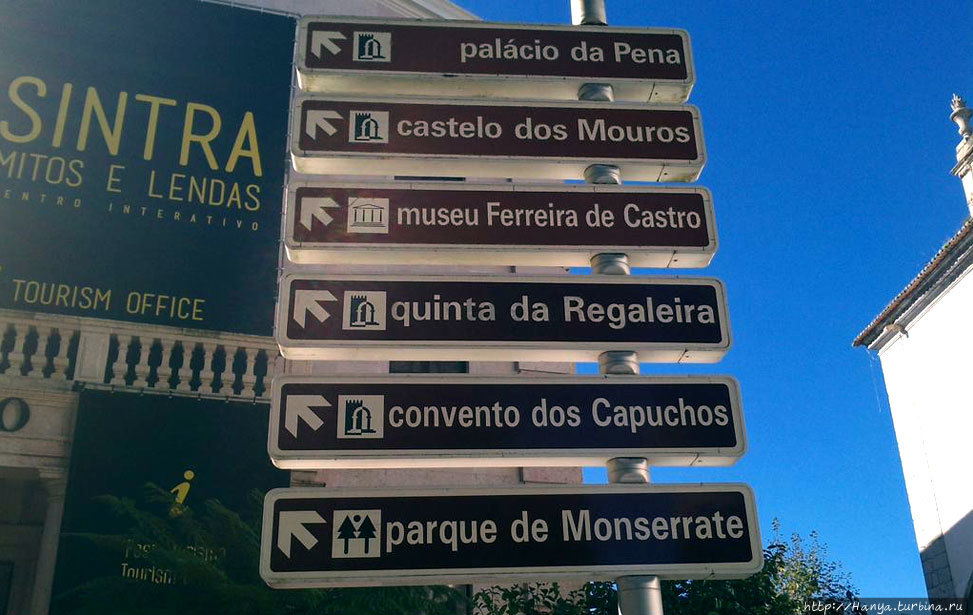 SINTRA
MITOS E LENDAS
CENTRO INTERATIVO
TOURISM OFFICE
palácio da Pena
castelo dos Mouros
museu Ferreira de Castro
quinta da Regaleira
convento dos Capuchos
parque de Monserrate
Tourism
http://Hanya.turbina.ru